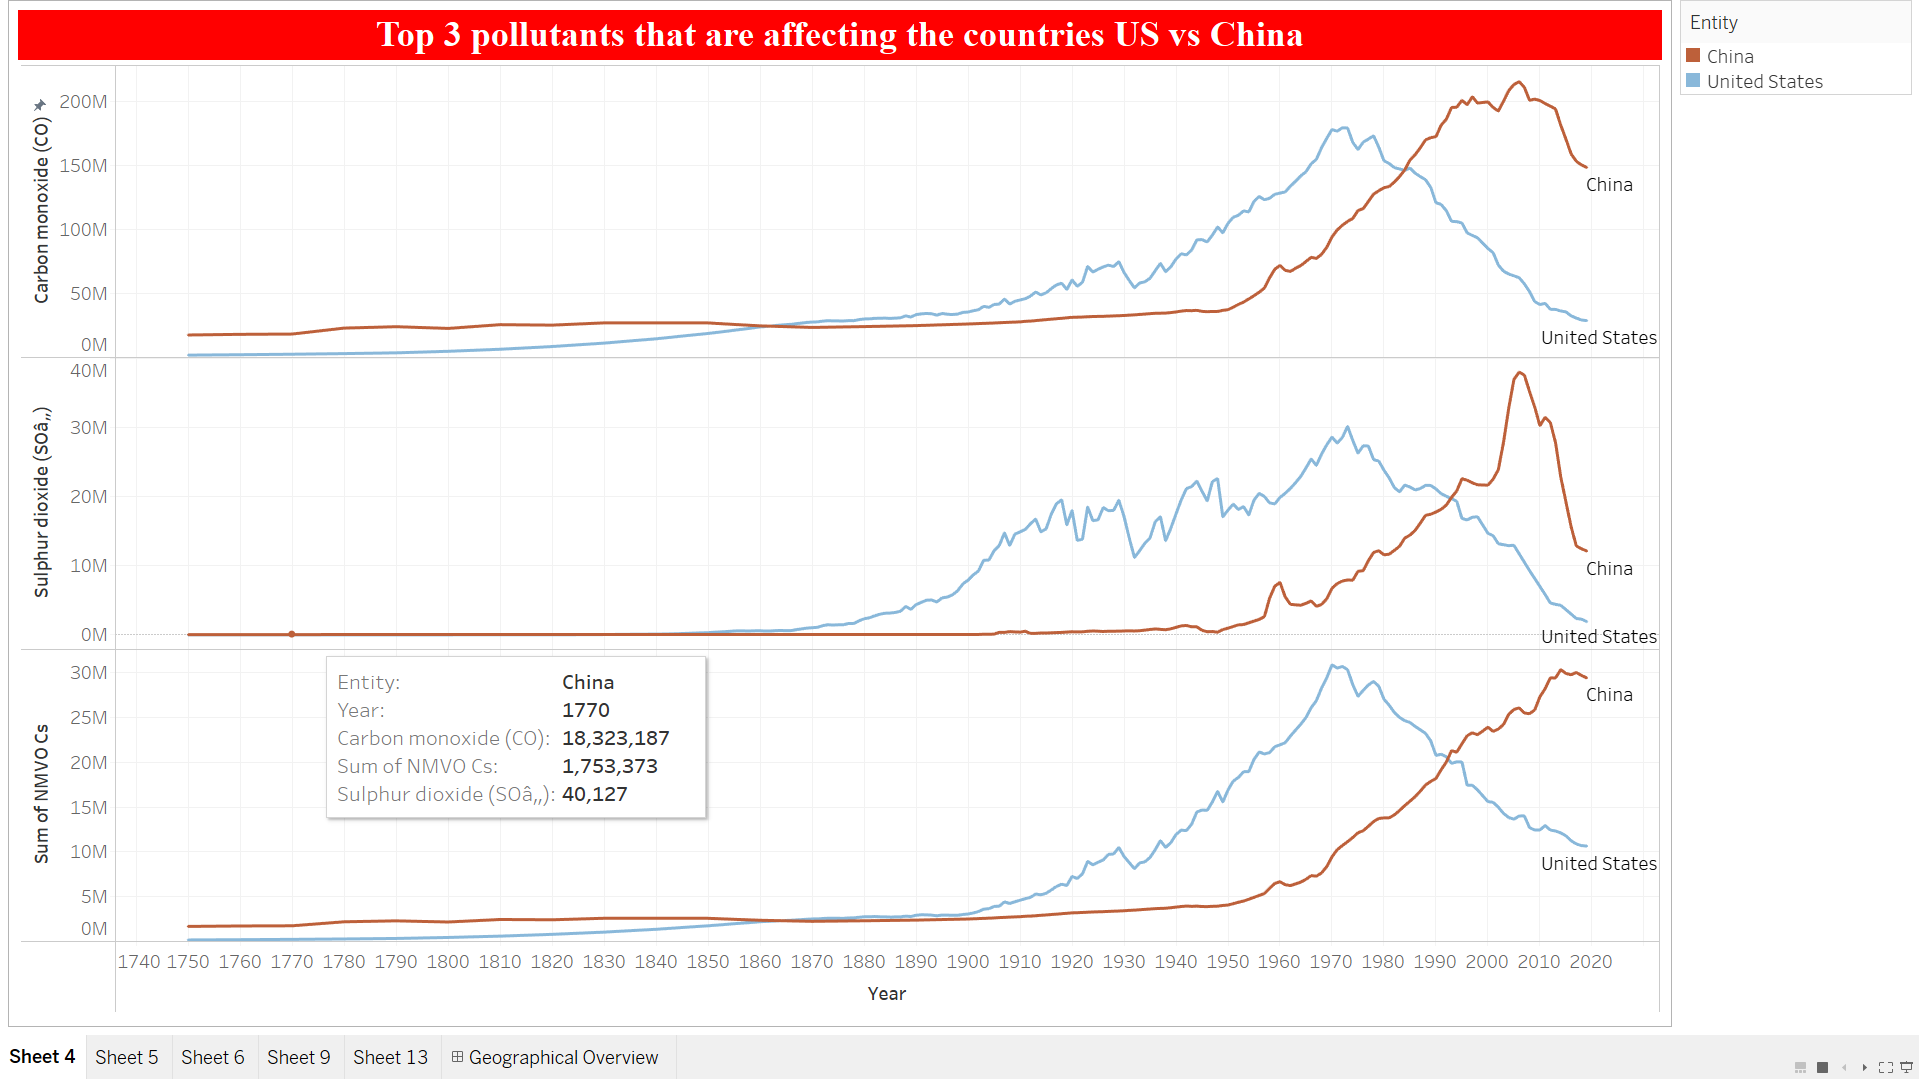 Top 3 pollutants that are affecting the countries US vs China
Entity
China
United States
Carbon monoxide (CO)
200M
150M
100M
50M
0M
China
United States
Sulphur dioxide (SOâ‚‚)
40M
30M
20M
10M
0M
China
United States
Sum of NMVO Cs
30M
25M
20M
15M
10M
5M
0M
China
United States
Entity: China
Year: 1770
Carbon monoxide (CO): 18,323,187
Sum of NMVO Cs: 1,753,373
Sulphur dioxide (SOâ‚‚): 40,127
1740 1750 1760 1770 1780 1790 1800 1810 1820 1830 1840 1850 1860 1870 1880 1890 1900 1910 1920 1930 1940 1950 1960 1970 1980 1990 2000 2010 2020
Year
Sheet 4 Sheet 5 Sheet 6 Sheet 9 Sheet 13 Geographical Overview